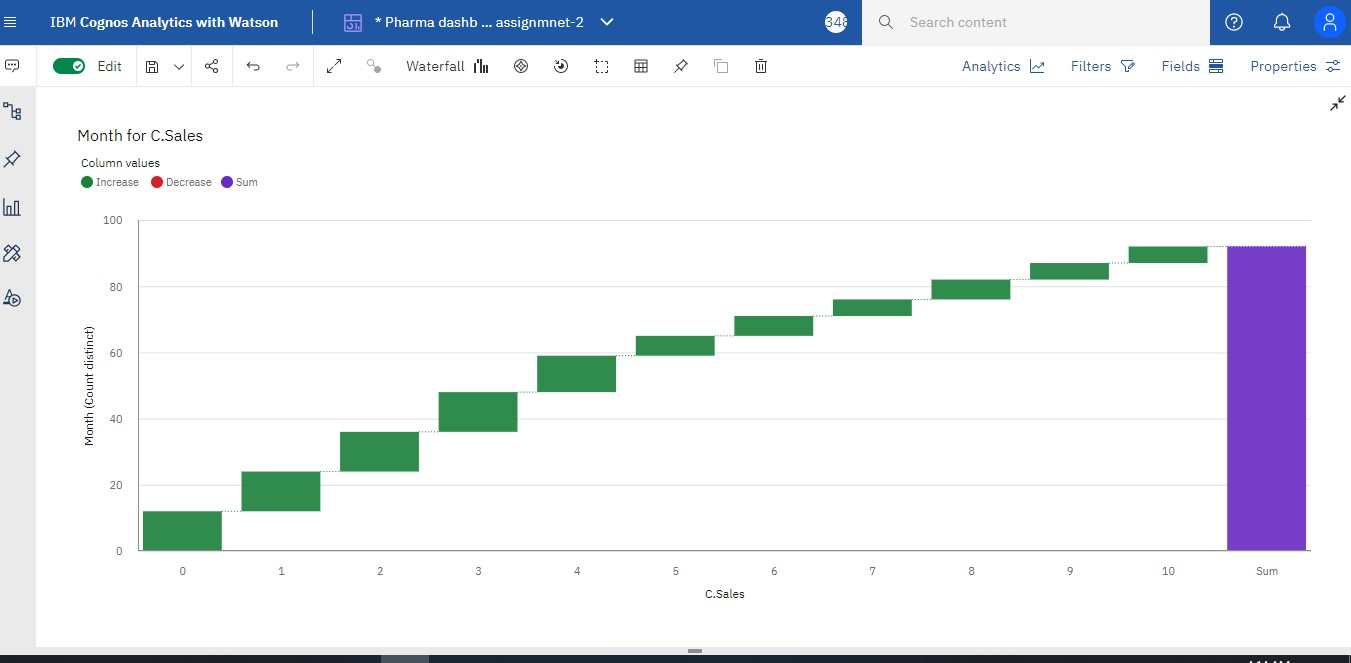 IBM Cognos Analytics with Watson
* Pharma dashb ... assignmnet-2
348
Search content
Edit
Waterfall
Analytics
Filters
Fields
Properties
Month for C.Sales
Column values
Increase Decrease Sum
100
80
60
40
20
0
Month (Count distinct)
0 1 2 3 4 5 6 7 8 9 10 Sum
C.Sales